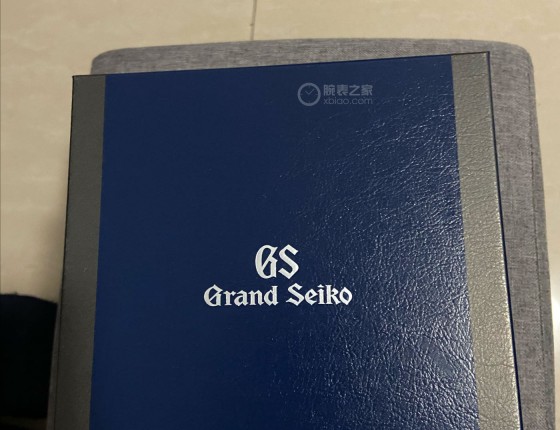 腕表之家
xbiao.com
GS
Grand Seiko